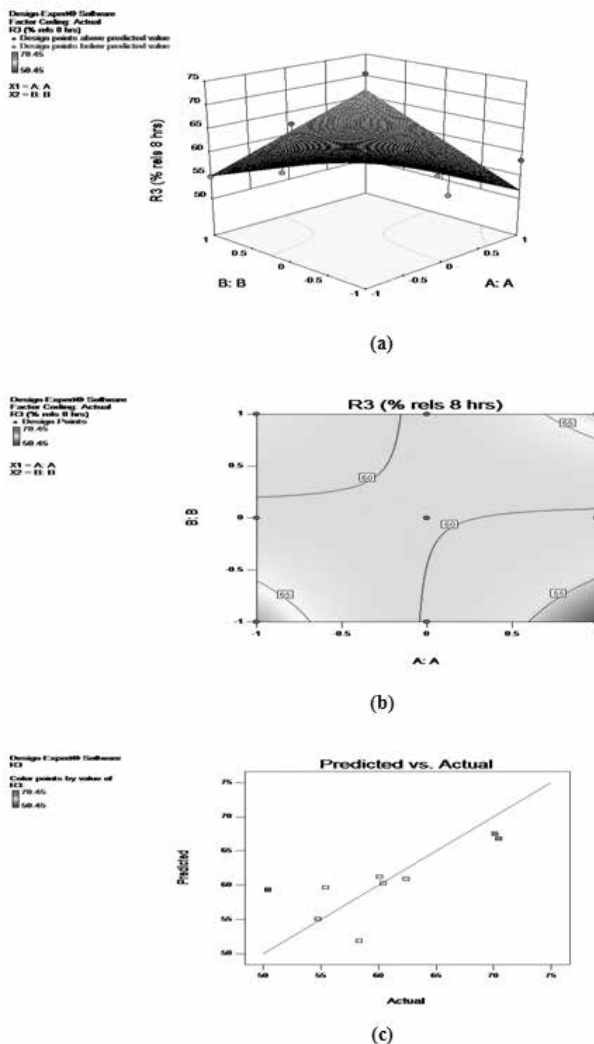 Design-Expert® Software
Factor Coding: Actual
R3 (% rels 8 hrs)
Design points above predicted value
Design points below predicted value
70.45
50.45
X1 = A: A
X2 = B: B
R3 (% rels 8 hrs)
75
70
65
60
55
50
1
0.5
0
-0.5
-1
B: B
-1
-0.5
0
0.5
1
A: A
(a)
Design-Expert® Software
Factor Coding: Actual
R3 (% rels 8 hrs)
Design Points
70.45
50.45
X1 = A: A
X2 = B: B
R3 (% rels 8 hrs)
B: B
1
0.5
0
-0.5
-1
65
60
60
65
55
-1
-0.5
0
0.5
1
A: A
(b)
Design-Expert® Software
R3
Color points by value of
R3:
70.45
50.45
Predicted vs. Actual
Predicted
75
70
65
60
55
50
50
55
60
65
70
75
Actual
(c)